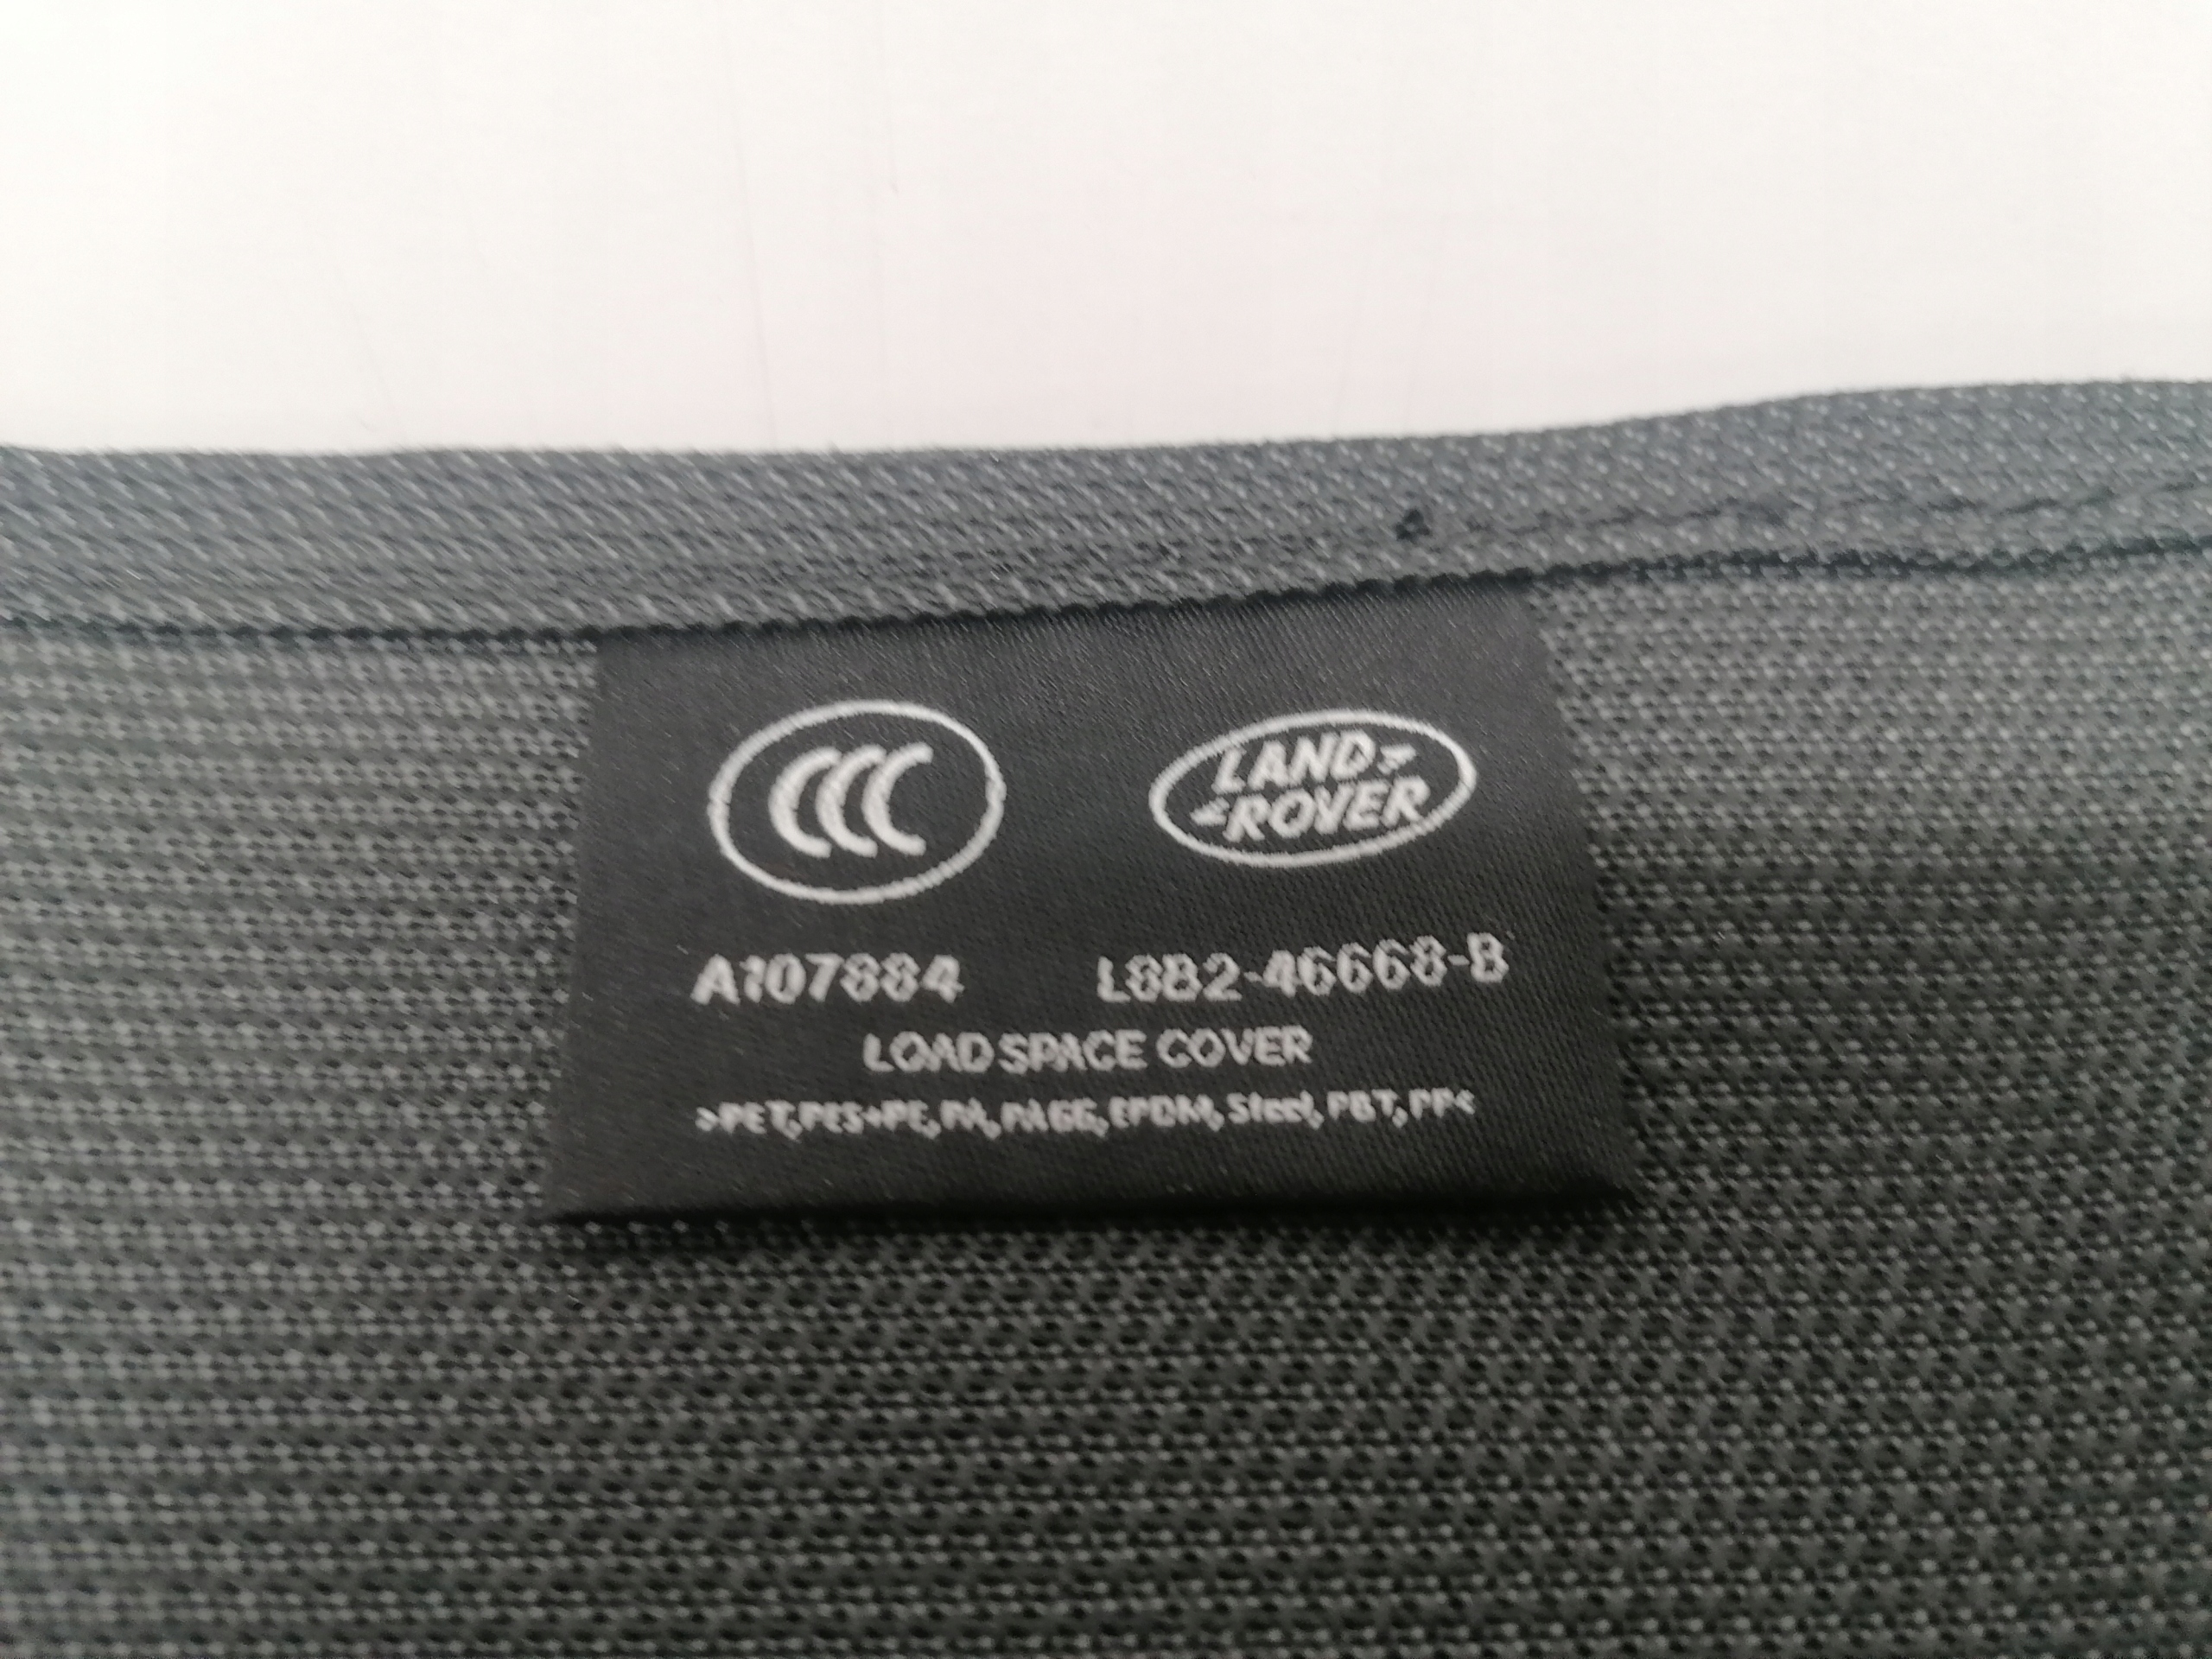 CCC
LAND
ROVER
A107884
L8B2-46668-B
LOAD SPACE COVER
>PET,PES+PE,PA,PA66,EPDM,Steel,PBT,PP<